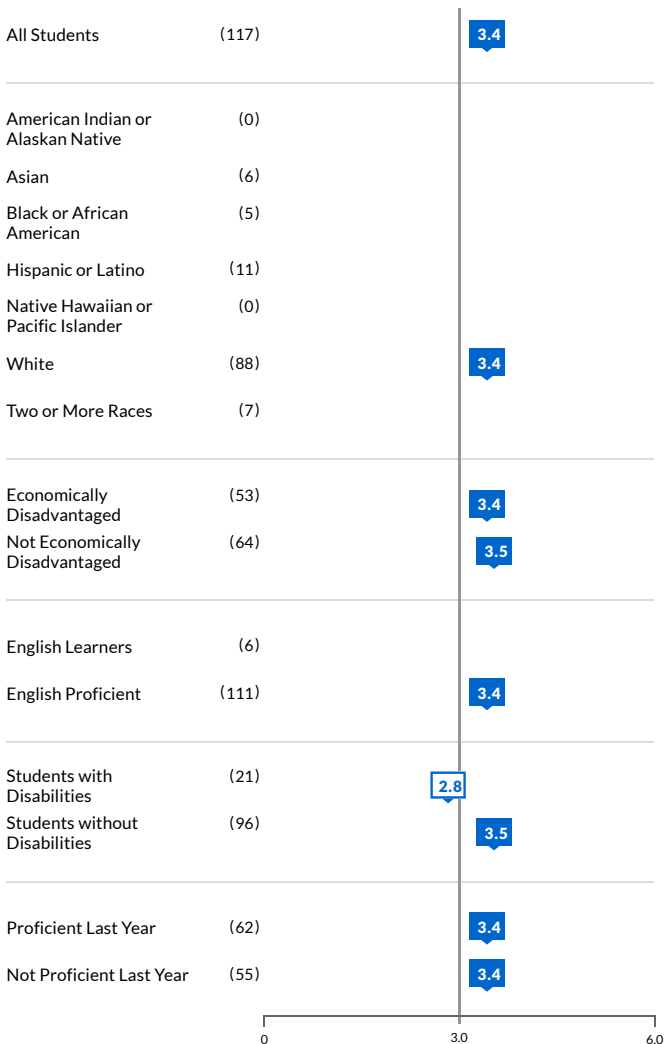 All Students (117) 3.4
American Indian or (0)
Alaskan Native
Asian (6)
Black or African (5)
American
Hispanic or Latino (11)
Native Hawaiian or (0)
Pacific Islander
White (88) 3.4
Two or More Races (7)
Economically (53) 3.4
Disadvantaged
Not Economically (64) 3.5
Disadvantaged
English Learners (6)
English Proficient (111) 3.4
Students with (21) 2.8
Disabilities
Students without (96) 3.5
Disabilities
Proficient Last Year (62) 3.4
Not Proficient Last Year (55) 3.4
0 3.0 6.0